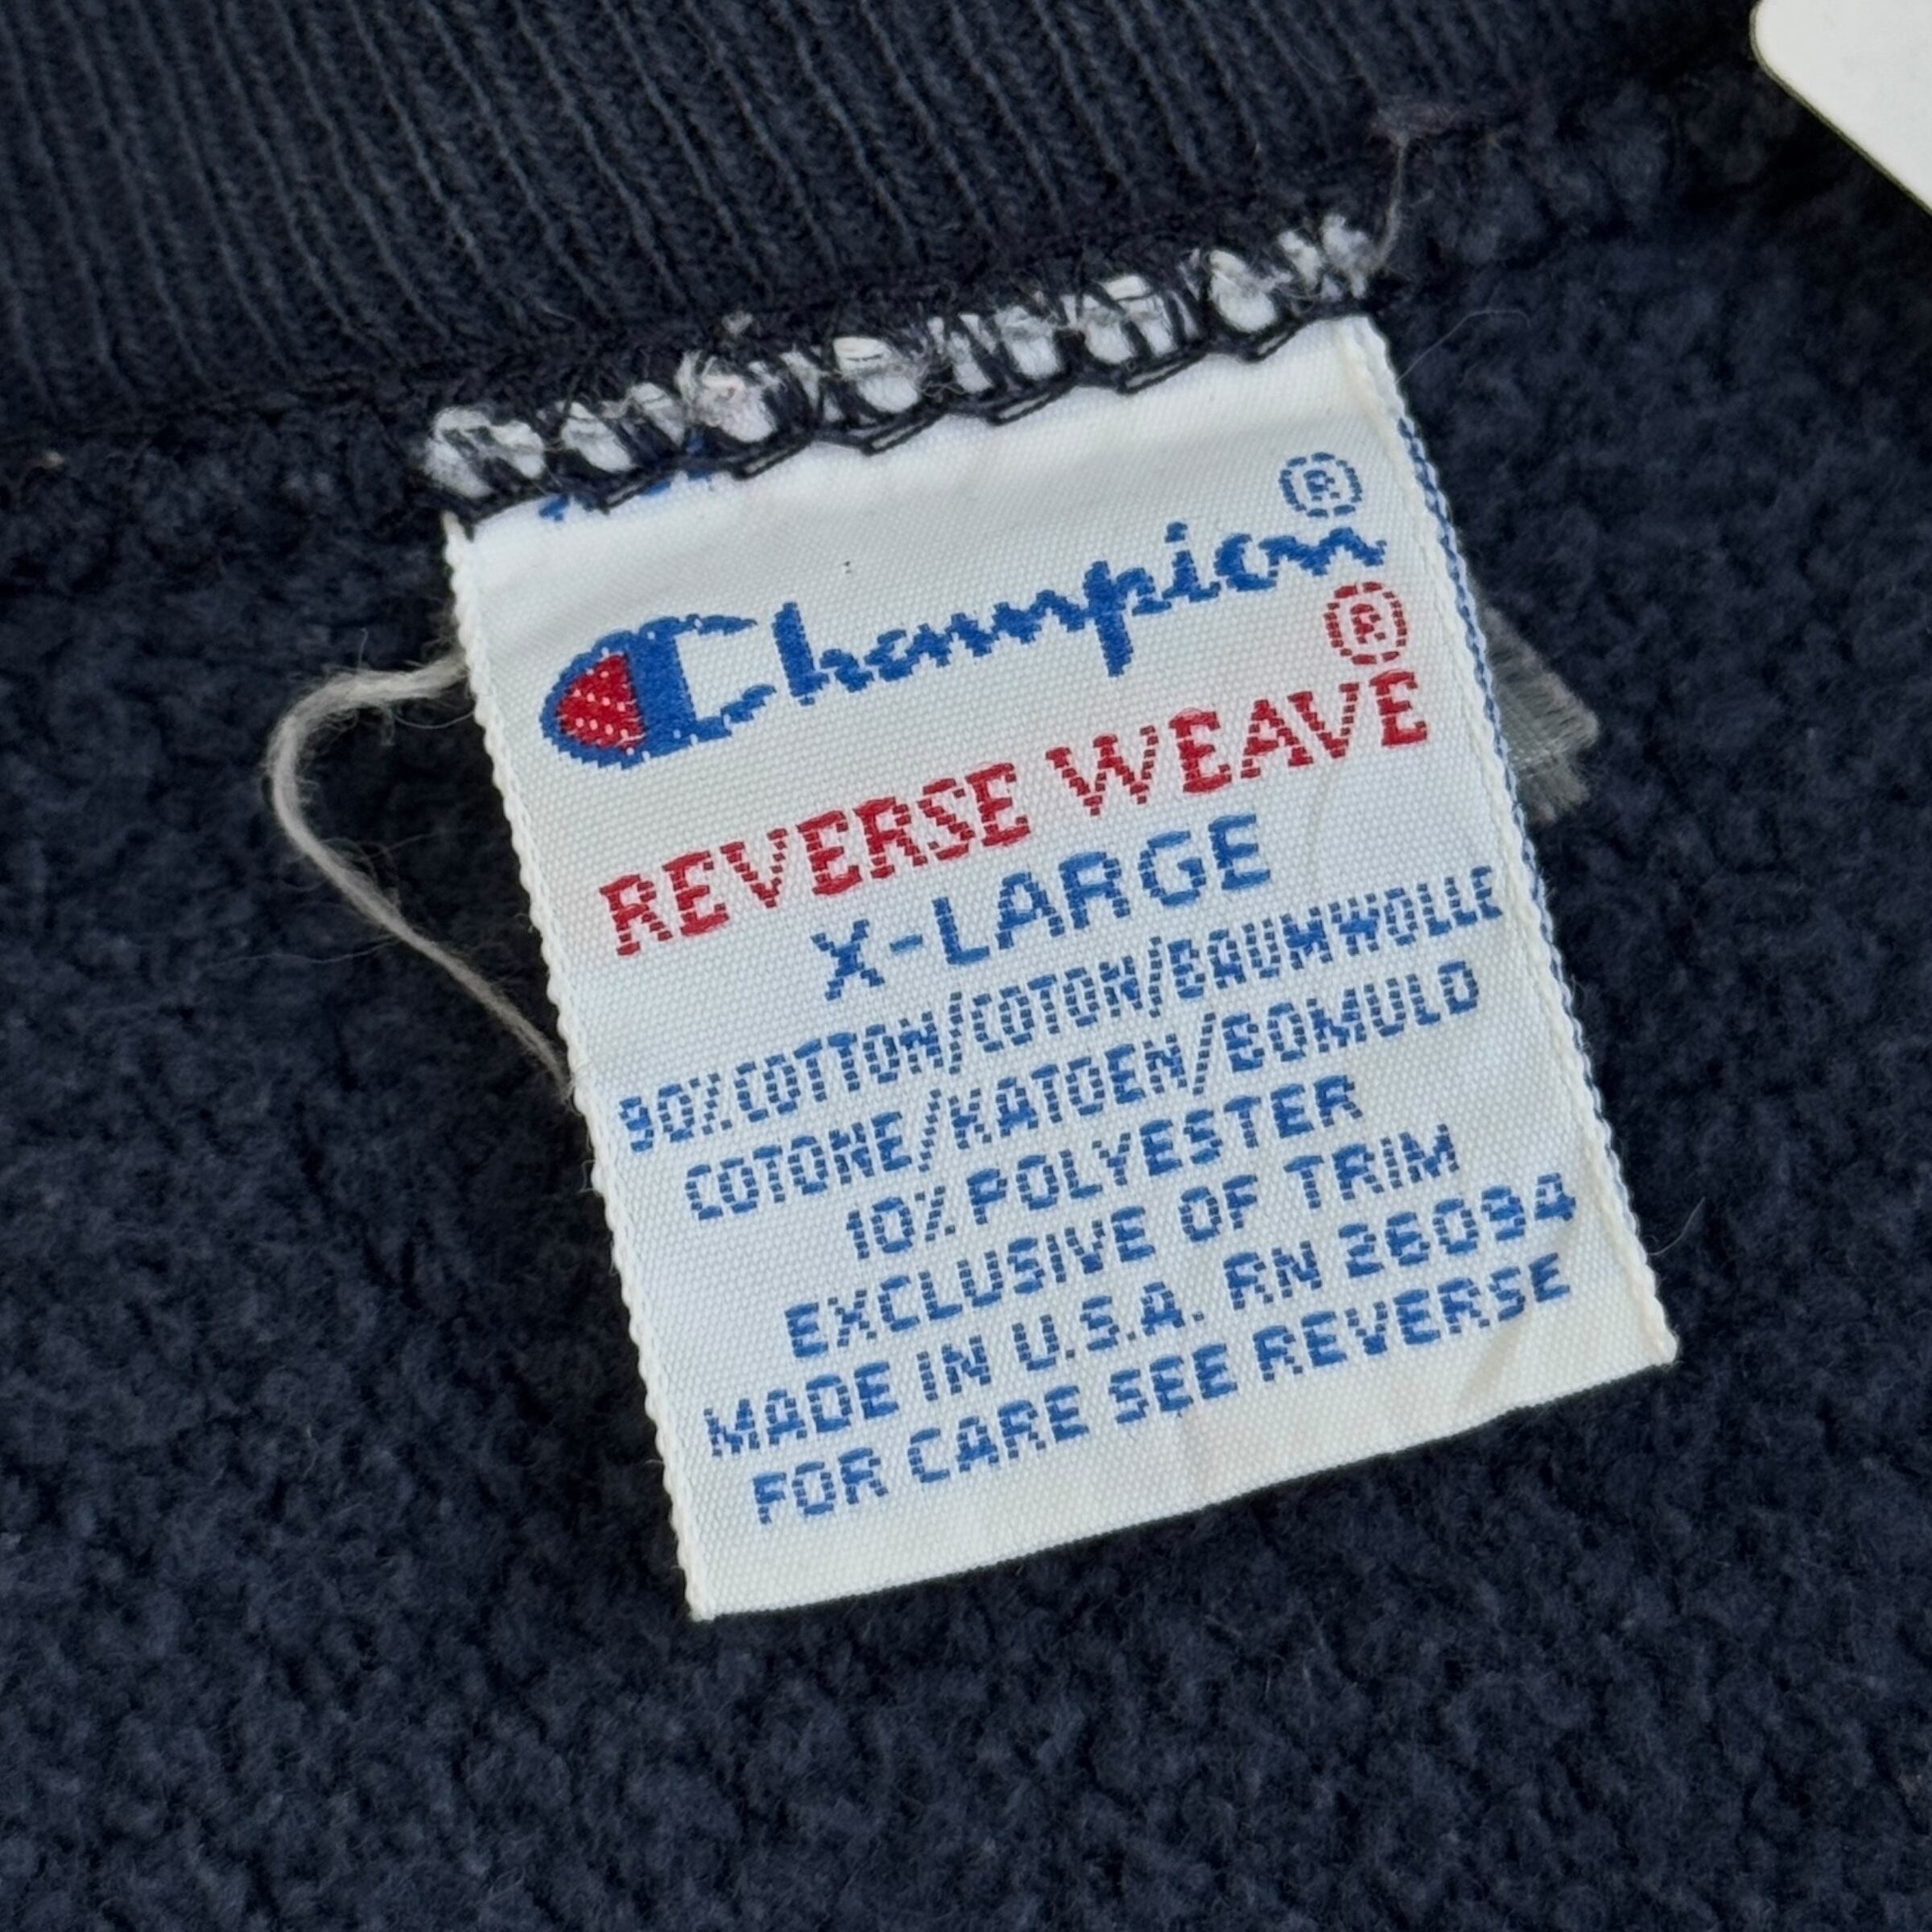 Champion®
REVERSE WEAVE®
X-LARGE
90% COTTON/COTON/BAUMWOLLE
COTONE/KATOEN/BOMULD
10% POLYESTER
EXCLUSIVE OF TRIM
MADE IN U.S.A. RN 26094
FOR CARE SEE REVERSE